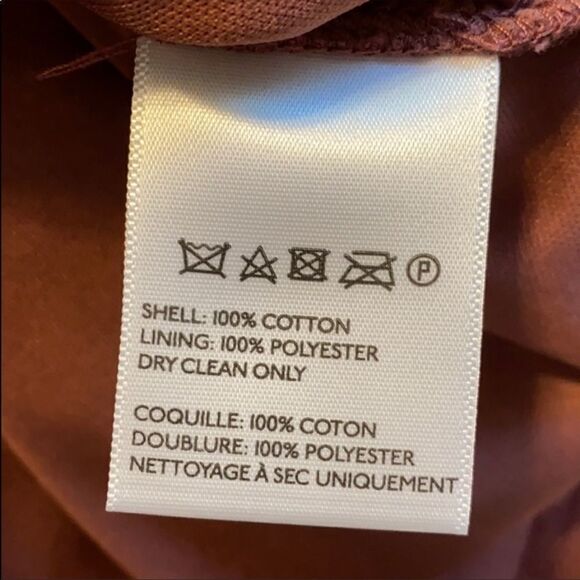 P
SHELL: 100% COTTON
LINING: 100% POLYESTER
DRY CLEAN ONLY
COQUILLE: 100% COTON
DOUBLURE: 100% POLYESTER
NETTOYAGE À SEC UNIQUEMENT